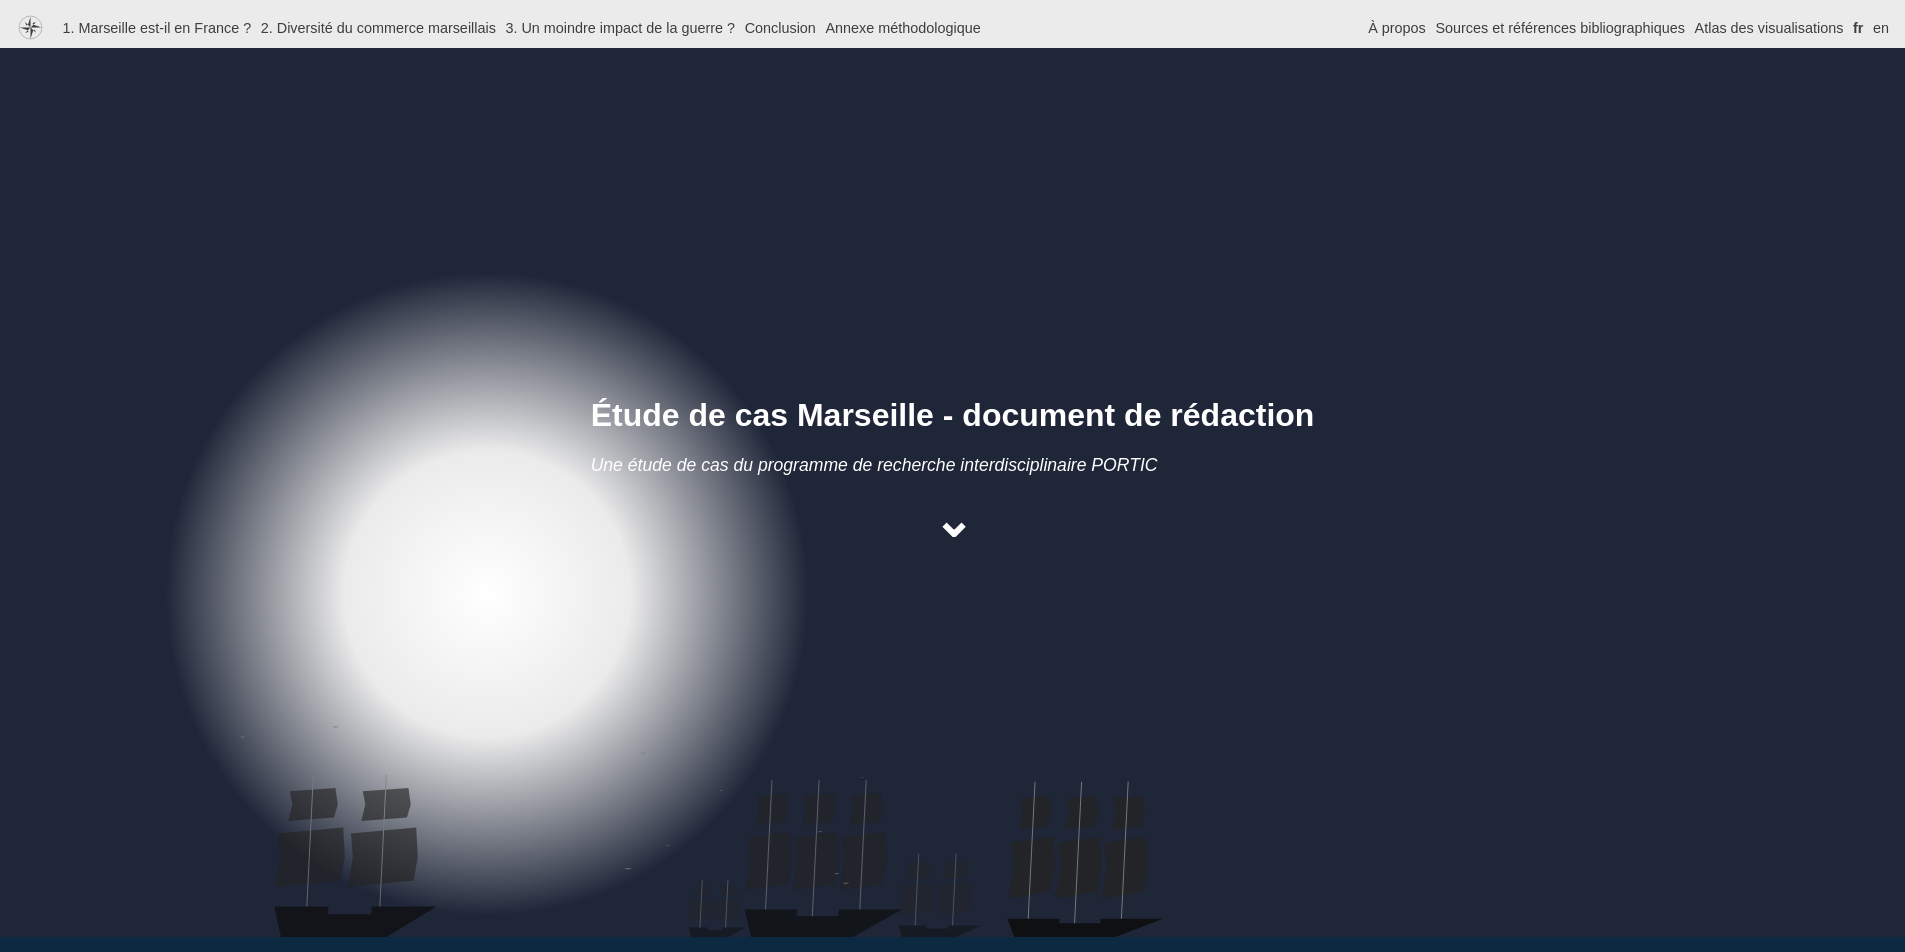 1. Marseille est-il en France ? 2. Diversité du commerce marseillais 3. Un moindre impact de la guerre ? Conclusion Annexe méthodologique À propos Sources et références bibliographiques Atlas des visualisations fr en
Étude de cas Marseille - document de rédaction
Une étude de cas du programme de recherche interdisciplinaire PORTIC